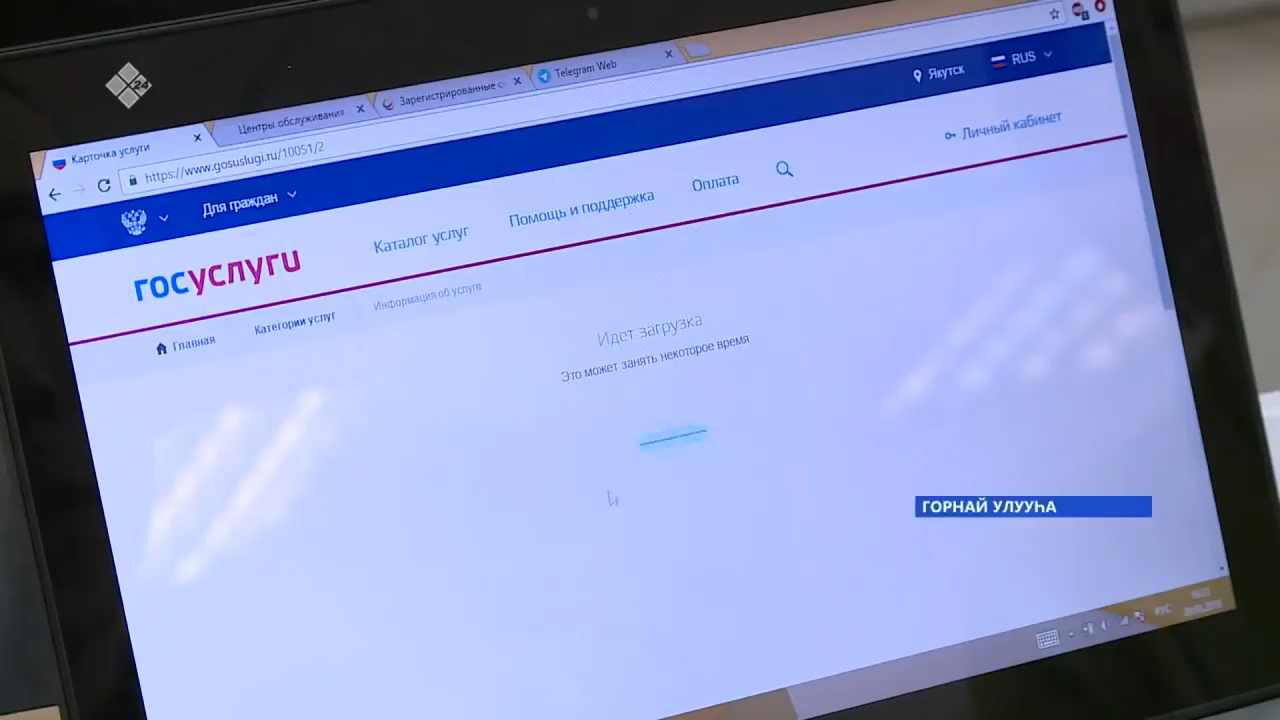 24
Карточка услуги
Центры обслуживания
Зарегистрированные
Telegram Web
https://www.gosuslugi.ru/10051/2
Для граждан
Якутск
RUS
госуслуги
Каталог услуг
Помощь и поддержка
Оплата
Личный кабинет
Главная
Категории услуг
Информация об услуге
Идет загрузка
Это может занять некоторое время
ГОРНАЙ УЛУУҺА
РУС